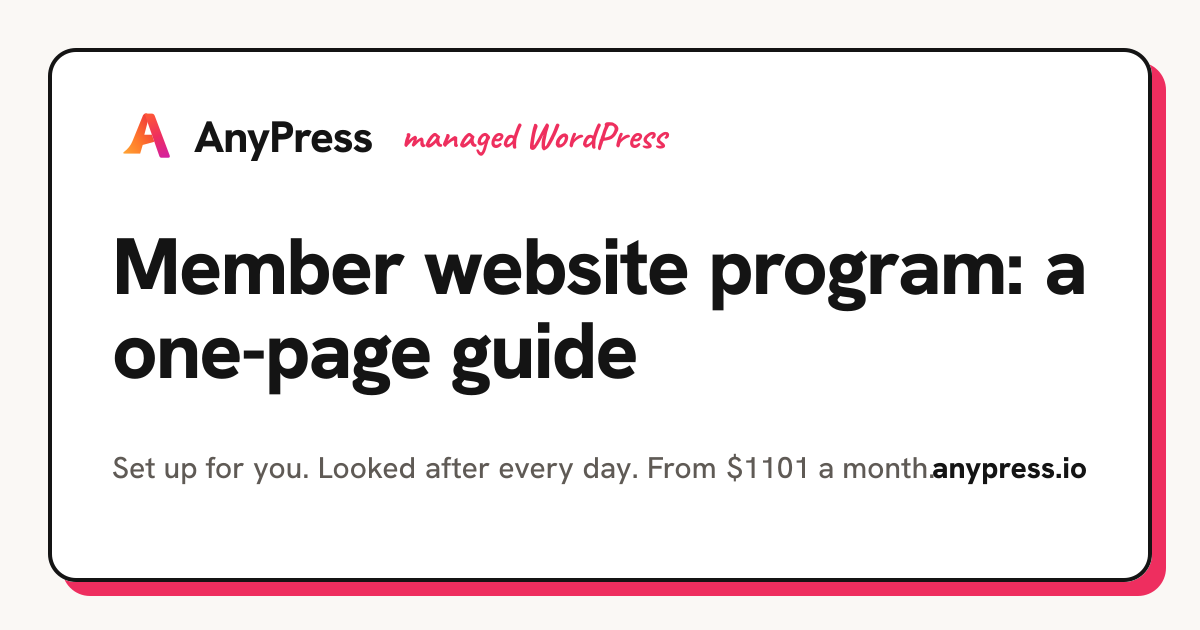 AnyPress managed WordPress
Member website program: a
one-page guide
Set up for you. Looked after every day. From $1101 a month.anypress.io